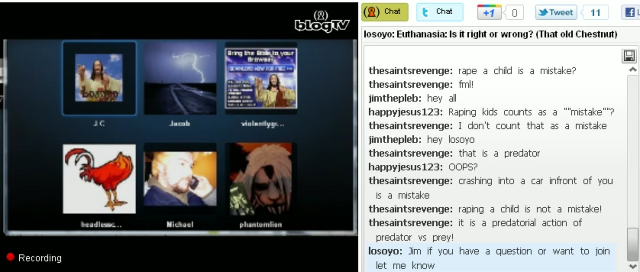 blogTV
J C
Jacob
violentlygr...
headlessc...
Michael
phantomlion
Recording
Chat
Chat
+1
0
Tweet
11
losoyo: Euthanasia: Is it right or wrong? (That old Chestnut)
thesaintsrevenge: rape a child is a mistake?
thesaintsrevenge: fml!
jimthepleb: hey all
happyjesus123: Raping kids counts as a ""mistake""?
thesaintsrevenge: I don't count that as a mistake
jimthepleb: hey losoyo
thesaintsrevenge: that is a predator
happyjesus123: OOPS?
thesaintsrevenge: crashing into a car infront of you
is a mistake
thesaintsrevenge: raping a child is not a mistake!
thesaintsrevenge: it is a predatorial action of
predator vs prey!
losoyo: Jim if you have a question or want to join
let me know